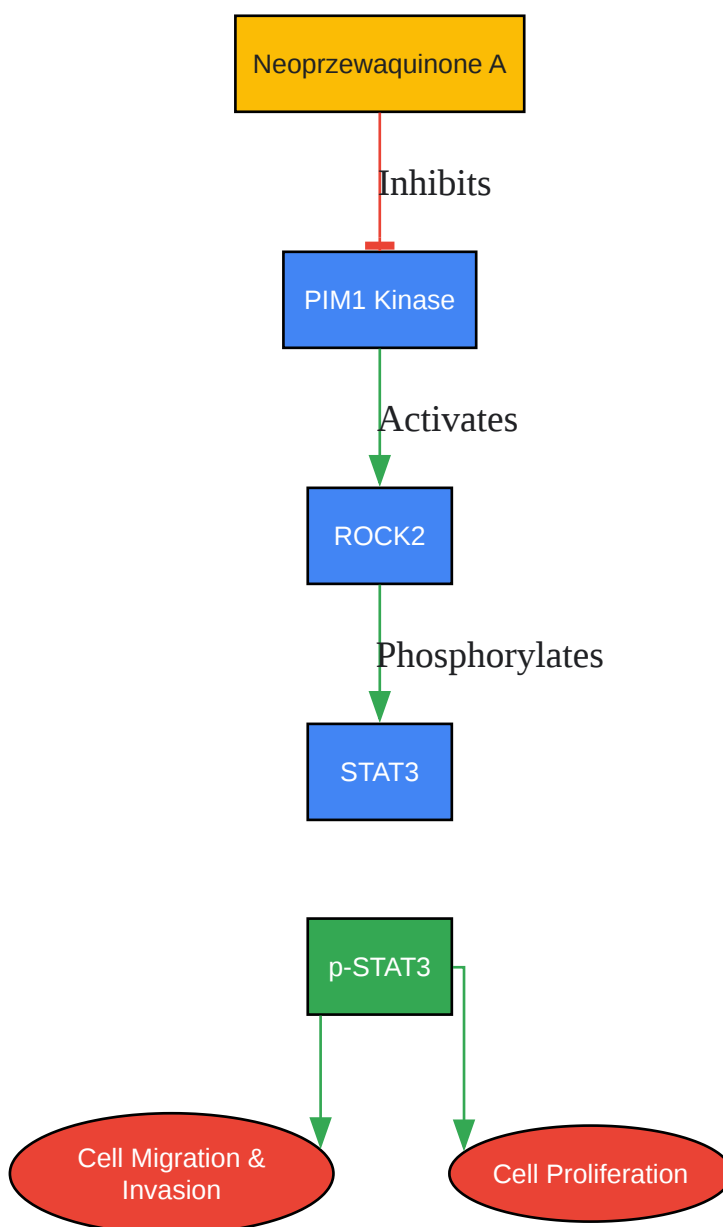 Neoprzewaquinone A
Inhibits
PIM1 Kinase
Activates
ROCK2
Phosphorylates
STAT3
p-STAT3
Cell Migration &
Invasion
Cell Proliferation